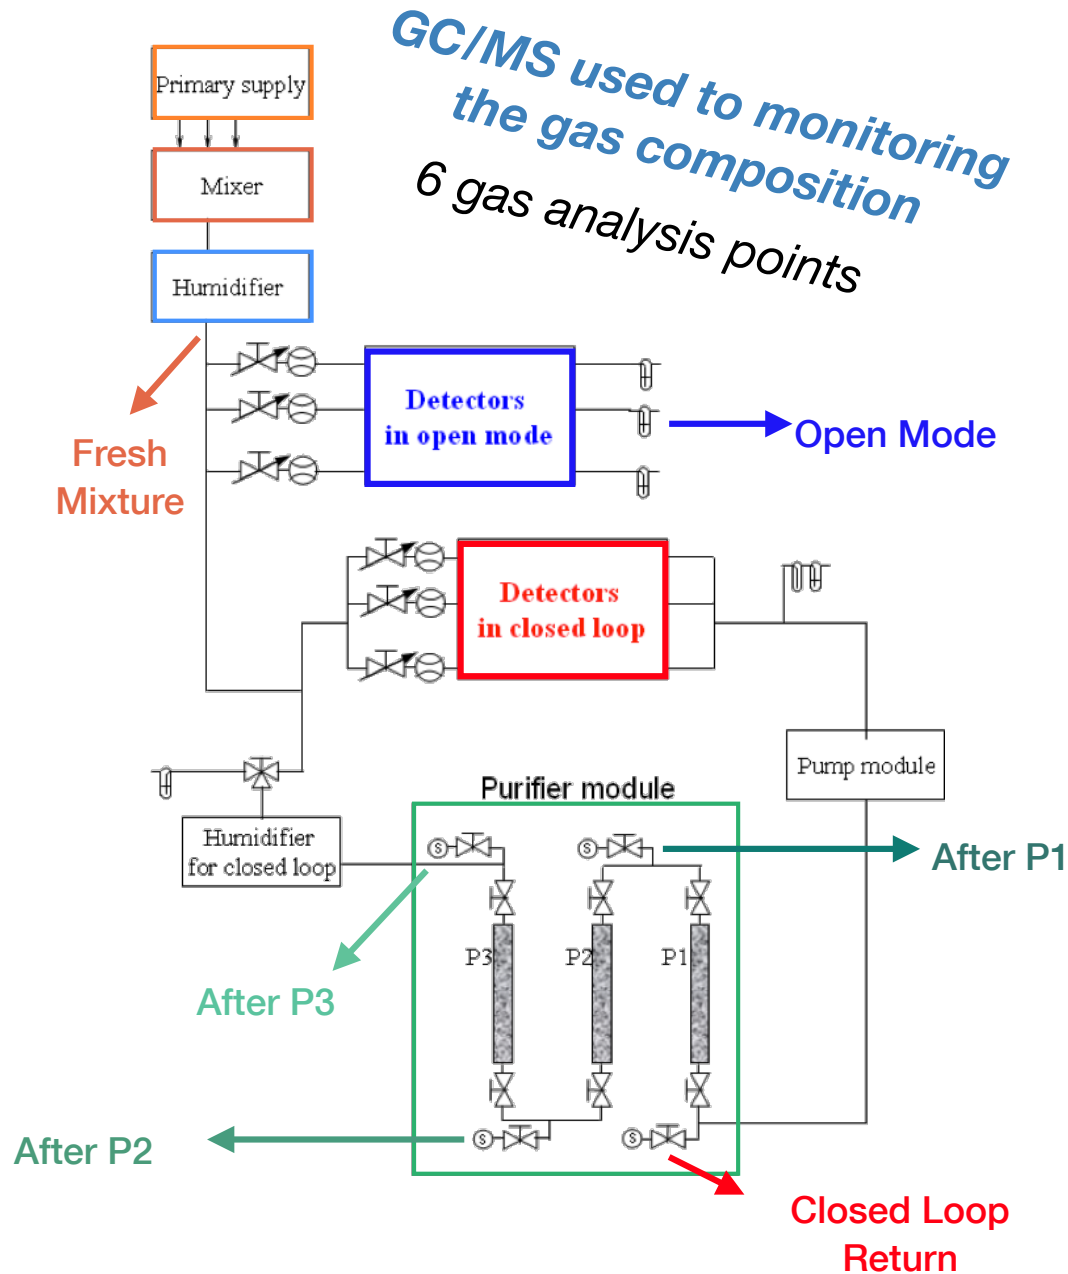 GC/MS used to monitoring
the gas composition
6 gas analysis points
Primary supply
Mixer
Humidifier
Fresh
Mixture
Detectors
in open mode
Open Mode
Detectors
in closed loop
Pump module
Purifier module
Humidifier
for closed loop
S
S
After P1
P3
P2
P1
After P3
S
S
After P2
Closed Loop
Return